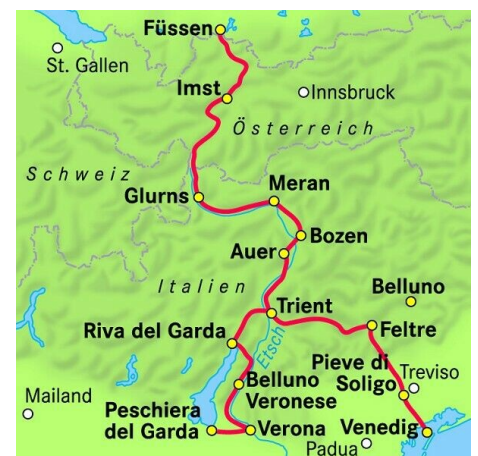 Füssen
St. Gallen
Imst
Innsbruck
Österreich
Schweiz
Meran
Glurns
Bozen
Auer
Italien
Belluno
Trient
Riva del Garda
Feltre
Etsch
Pieve di
Soligo
Treviso
Belluno
Veronese
Mailand
Peschiera
del Garda
Verona
Venedig
Padua